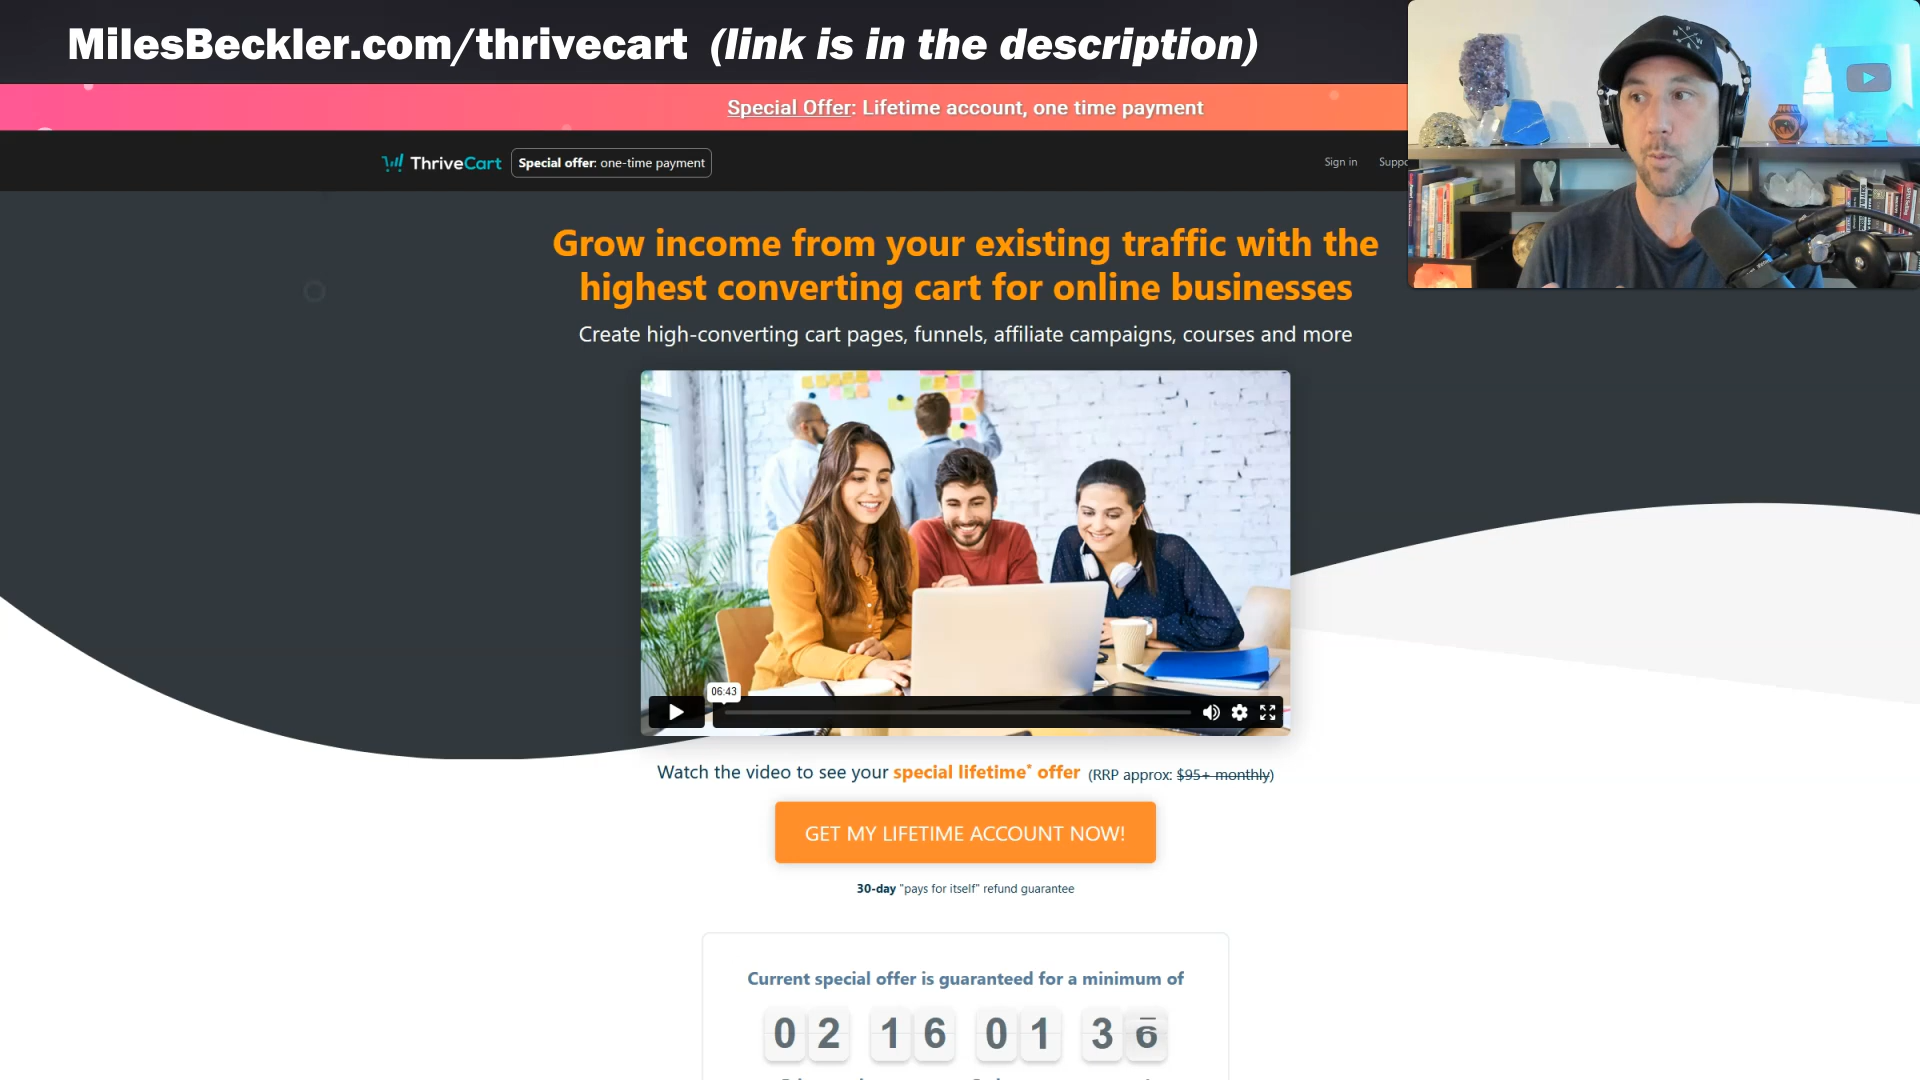 MilesBeckler.com/thrivecart (link is in the description)
Special Offer: Lifetime account, one time payment
ThriveCart
Special offer: one-time payment
Sign in
Grow income from your existing traffic with the
highest converting cart for online businesses
Create high-converting cart pages, funnels, affiliate campaigns, courses and more
06:43
Watch the video to see your special lifetime* offer (RRP approx: $95+ monthly)
GET MY LIFETIME ACCOUNT NOW!
30-day "pays for itself" refund guarantee
Current special offer is guaranteed for a minimum of
02 16 01 36